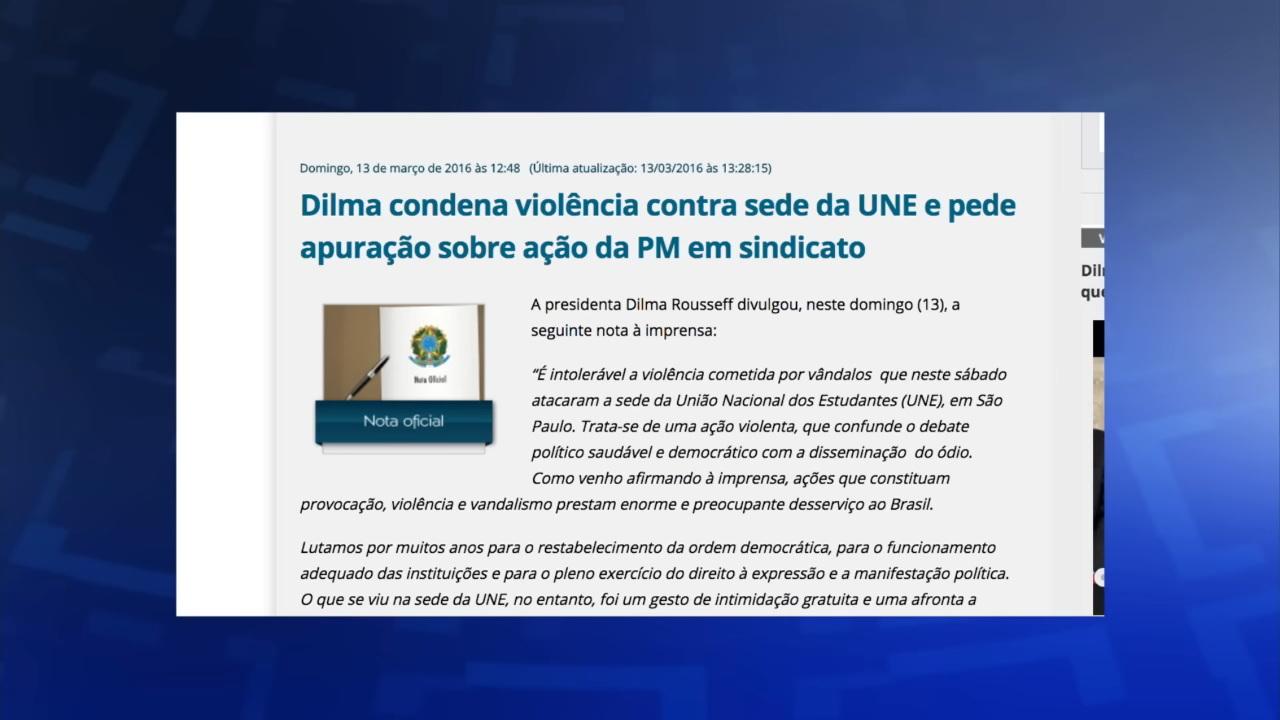 Domingo, 13 de março de 2016 às 12:48 (Última atualização: 13/03/2016 às 13:28:15)
Dilma condena violência contra sede da UNE e pede
apuração sobre ação da PM em sindicato
A presidenta Dilma Rousseff divulgou, neste domingo (13), a
seguinte nota à imprensa:
Nota Oficial
Nota oficial
“É intolerável a violência cometida por vândalos que neste sábado
atacaram a sede da União Nacional dos Estudantes (UNE), em São
Paulo. Trata-se de uma ação violenta, que confunde o debate
político saudável e democrático com a disseminação do ódio.
Como venho afirmando à imprensa, ações que constituam
provocação, violência e vandalismo prestam enorme e preocupante desserviço ao Brasil.
Lutamos por muitos anos para o restabelecimento da ordem democrática, para o funcionamento
adequado das instituições e para o pleno exercício do direito à expressão e a manifestação política.
O que se viu na sede da UNE, no entanto, foi um gesto de intimidação gratuita e uma afronta a